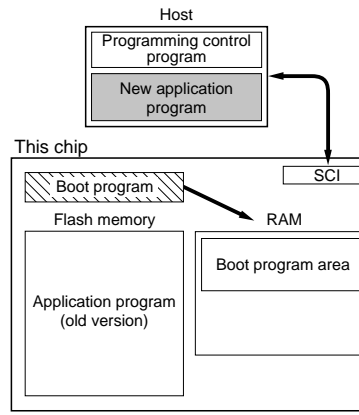 Host
Programming control
program
New application
program
This chip
SCI
Boot program
Flash memory
RAM
Boot program area
Application program
(old version)